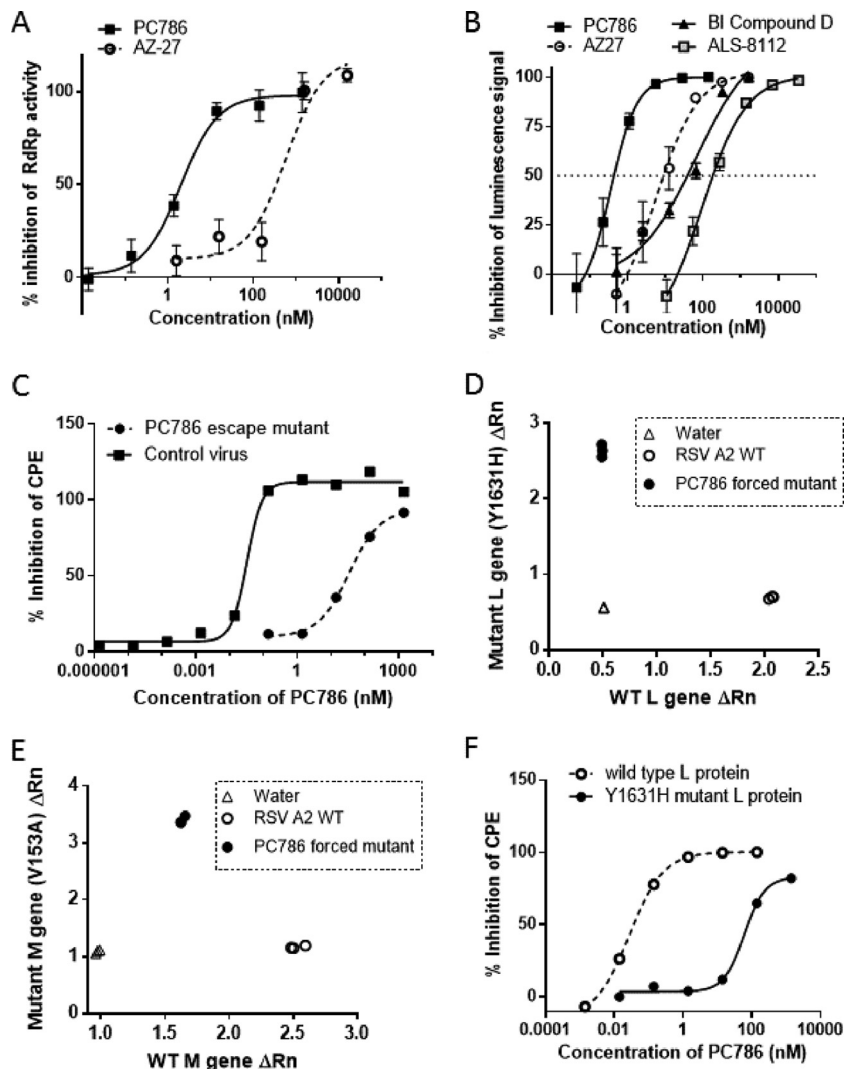 A
PC786
AZ-27
% inhibition of RdRp activity
100
50
0
1
100
10000
Concentration (nM)
B
PC786
AZ27
BI Compound D
ALS-8112
% Inhibition of luminescence signal
100
75
50
25
0
1
100
10000
Concentration (nM)
C
PC786 escape mutant
Control virus
% Inhibition of CPE
150
100
50
0
0.000001
0.001
1
1000
Concentration of PC786 (nM)
D
Water
RSV A2 WT
PC786 forced mutant
Mutant L gene (Y1631H) ΔRn
3
2
1
0
0.0
0.5
1.0
1.5
2.0
2.5
WT L gene ΔRn
E
Water
RSV A2 WT
PC786 forced mutant
Mutant M gene (V153A) ΔRn
4
3
2
1
0
1.0
1.5
2.0
2.5
3.0
WT M gene ΔRn
F
wild type L protein
Y1631H mutant L protein
% Inhibition of CPE
150
100
50
0
0.0001
0.01
1
100
10000
Concentration of PC786 (nM)